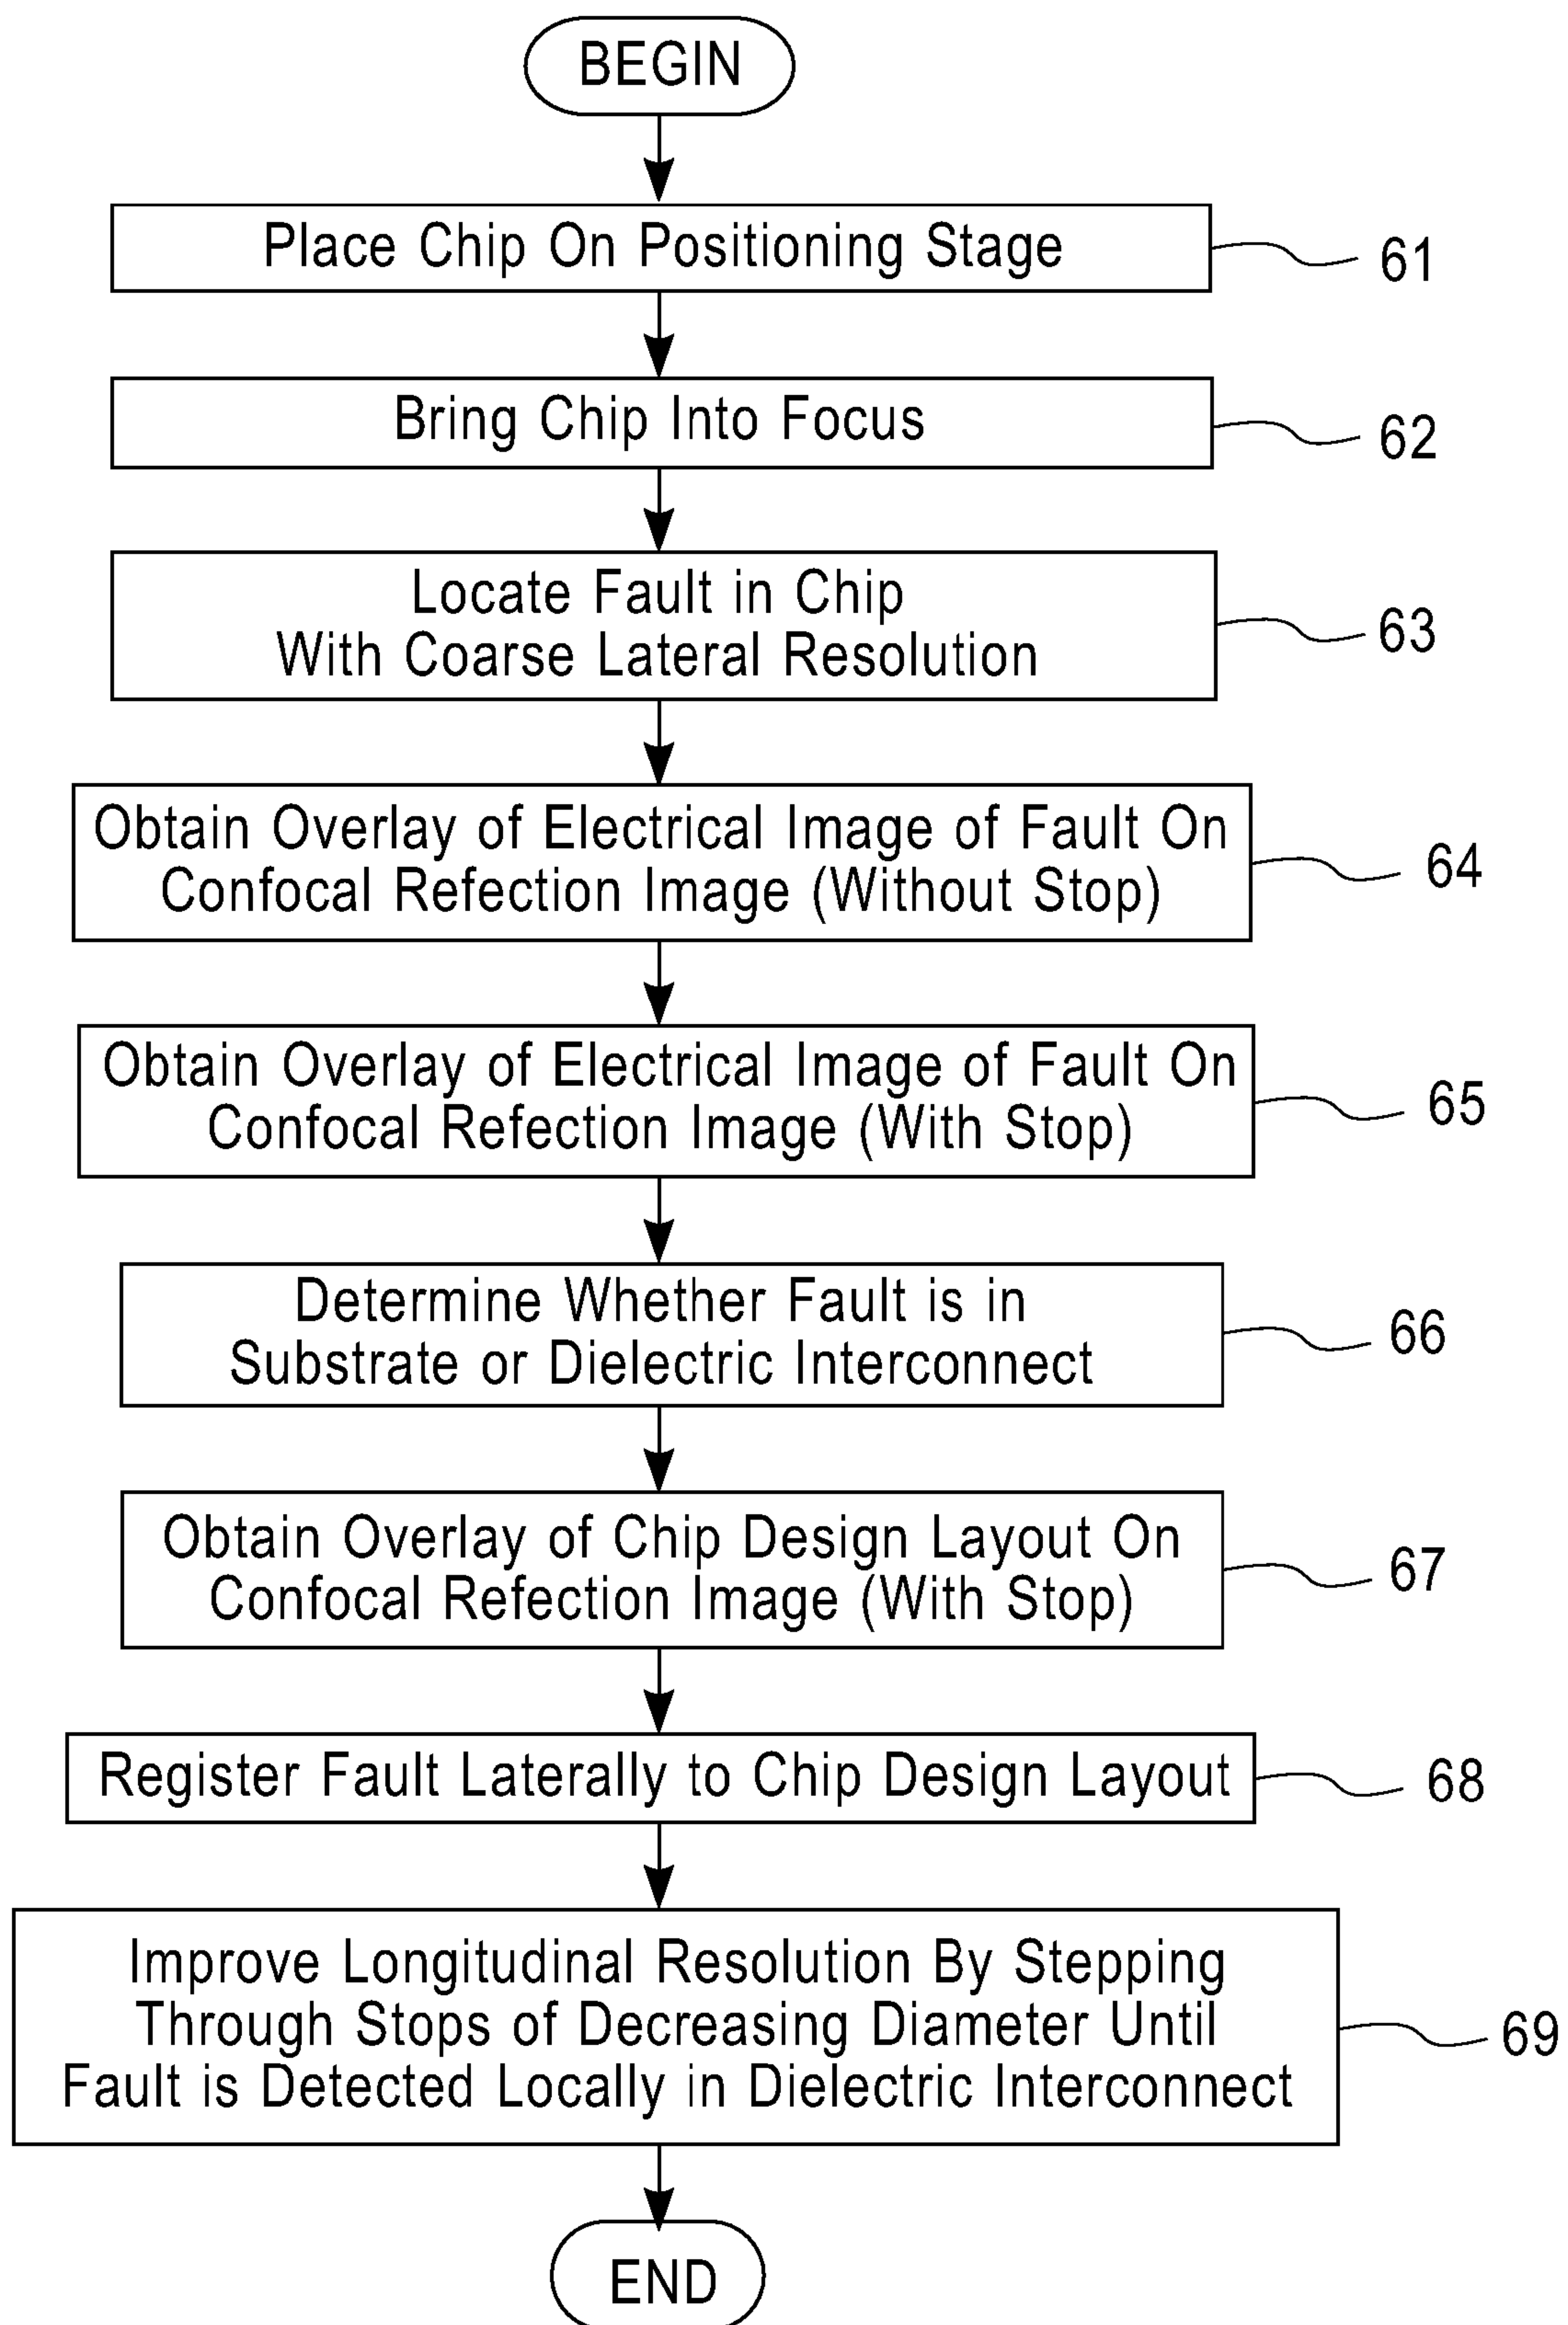 BEGIN
Place Chip On Positioning Stage
61
Bring Chip Into Focus
62
Locate Fault in Chip
With Coarse Lateral Resolution
63
Obtain Overlay of Electrical Image of Fault On
Confocal Refection Image (Without Stop)
64
Obtain Overlay of Electrical Image of Fault On
Confocal Refection Image (With Stop)
65
Determine Whether Fault is in
Substrate or Dielectric Interconnect
66
Obtain Overlay of Chip Design Layout On
Confocal Refection Image (With Stop)
67
Register Fault Laterally to Chip Design Layout
68
Improve Longitudinal Resolution By Stepping
Through Stops of Decreasing Diameter Until
Fault is Detected Locally in Dielectric Interconnect
69
END